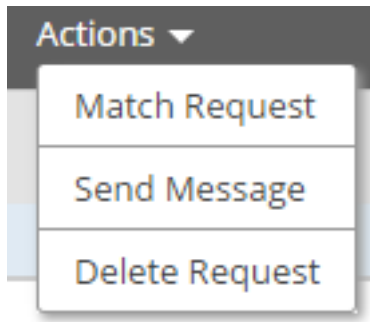 Actions
Match Request
Send Message
Delete Request